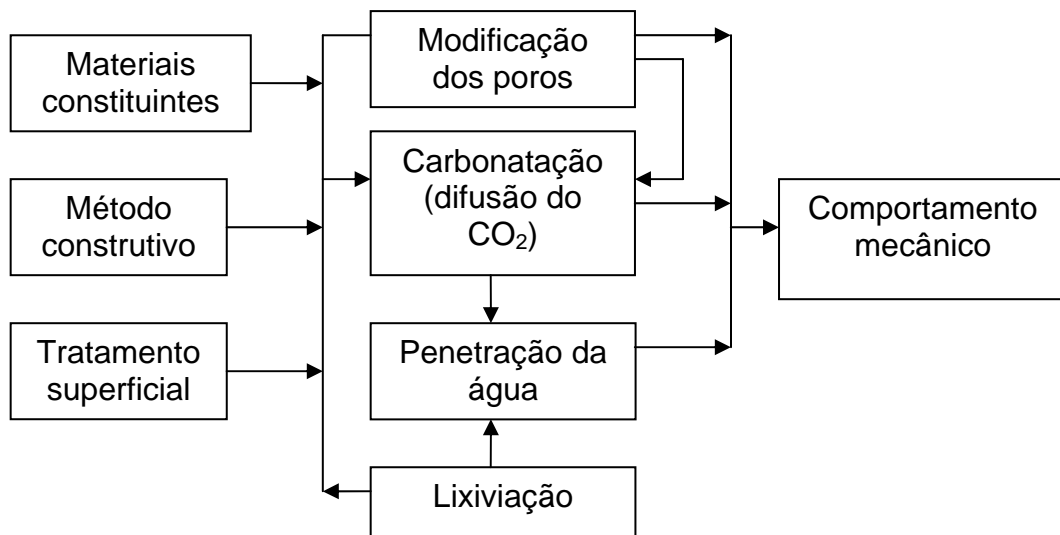 Materiais
constituintes
Método
construtivo
Tratamento
superficial
Modificação
dos poros
Carbonatação
(difusão do
CO₂)
Penetração da
água
Lixiviação
Comportamento
mecânico